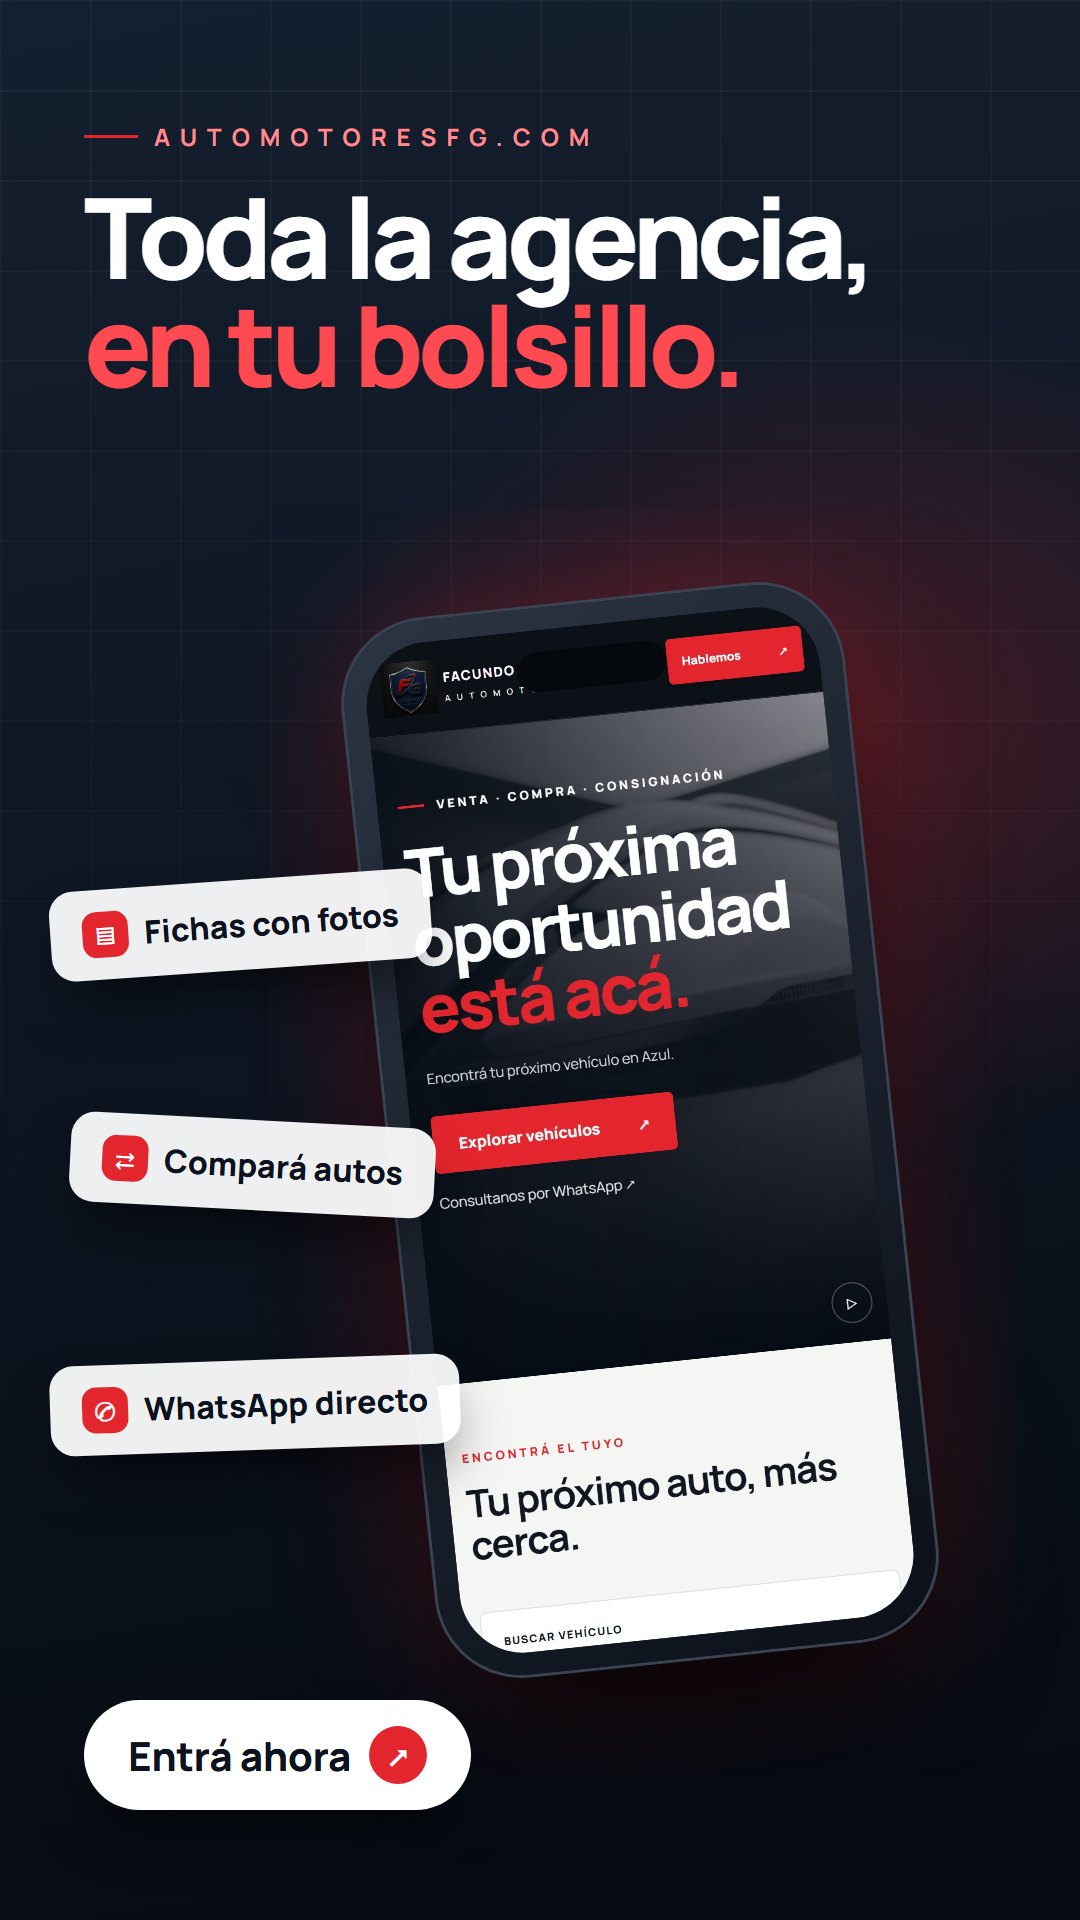 AUTOMOTORESFG.COM
Toda la agencia,
en tu bolsillo.
FACUNDO
AUTOMOT
Hablemos ↗
VENTA · COMPRA · CONSIGNACIÓN
Tu próxima
oportunidad
está acá.
Encontrá tu próximo vehículo en Azul.
Explorar vehículos ↗
Consultanos por WhatsApp ↗
Fichas con fotos
Compará autos
WhatsApp directo
ENCONTRÁ EL TUYO
Tu próximo auto, más
cerca.
BUSCAR VEHÍCULO
Entrá ahora ↗